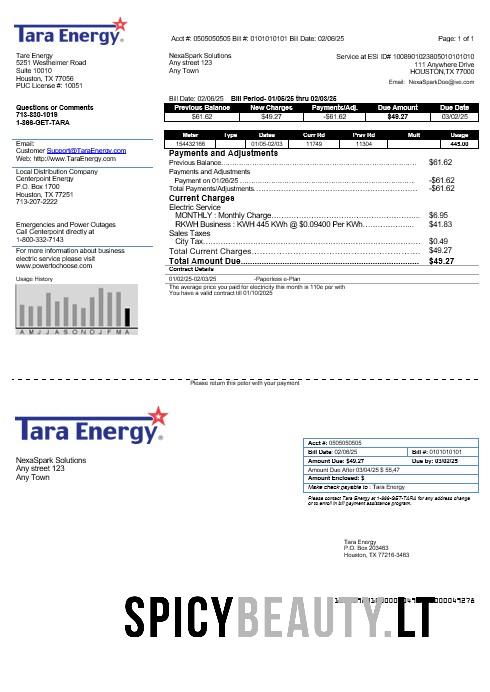 Tara Energy®
Acct #: 0505050505 Bill #: 0101010101 Bill Date: 02/06/25
Page: 1 of 1
Tara Energy
5251 Westheimer Road
Suite 10010
Houston, TX 77056
PUC License #: 10051
NexaSpark Solutions
Any street 123
Any Town
Service at ESI ID# 1008901023805010101010
111 Anywhere Drive
HOUSTON,TX 77000
Email: NexaSparkDoo@ivo.com
Questions or Comments
713-830-1019
1-866-GET-TARA
Email:
Customer Support@TaraEnergy.com
Web: http://www.TaraEnergy.com
Local Distribution Company
Centerpoint Energy
P.O. Box 1700
Houston, TX 77251
713-207-2222
Emergencies and Power Outages
Call Centerpoint directly at
1-800-332-7143
For more information about business
electric service please visit
www.powertochoose.com
Usage History
A M J J A S O N D J F M A
Bill Date: 02/06/25 Bill Period- 01/06/25 thru 02/03/25
Previous Balance New Charges Payments/Adj. Due Amount Due Date
$61.62 $49.27 -$61.62 $49.27 03/02/25
Meter Type Dates Curr Rd Prev Rd Mult Usage
154432166 01/05-02/03 11749 11304 445.00
Payments and Adjustments
Previous Balance $61.62
Payments and Adjustments
Payment on 01/26/25 -$61.62
Total Payments/Adjustments -$61.62
Current Charges
Electric Service
MONTHLY : Monthly Charge $6.95
RKWH Business : KWH 445 KWh @ $0.09400 Per KWh $41.83
Sales Taxes
City Tax $0.49
Total Current Charges $49.27
Total Amount Due $49.27
Contract Details
01/02/25-02/03/25 -Paperless e-Plan
The average price you paid for electricity this month is 110¢ per with
You have a valid contract till 01/10/2025
Please return this peter with your payment
Tara Energy®
NexaSpark Solutions
Any street 123
Any Town
Acct #: 0505050505
Bill Date: 02/06/25 Bill #: 0101010101
Amount Due: $49.27 Due by: 03/02/25
Amount Due After 03/04/25 $ 55,47
Amount Enclosed: $
Make check payable to : Tara Energy
Please contact Tara Energy at 1-866-GET-TARA for any address change
or to enroll in bill payment assistance program.
Tara Energy
P.O. Box 203463
Houston, TX 77216-3463
SPICYBEAUTY.LT